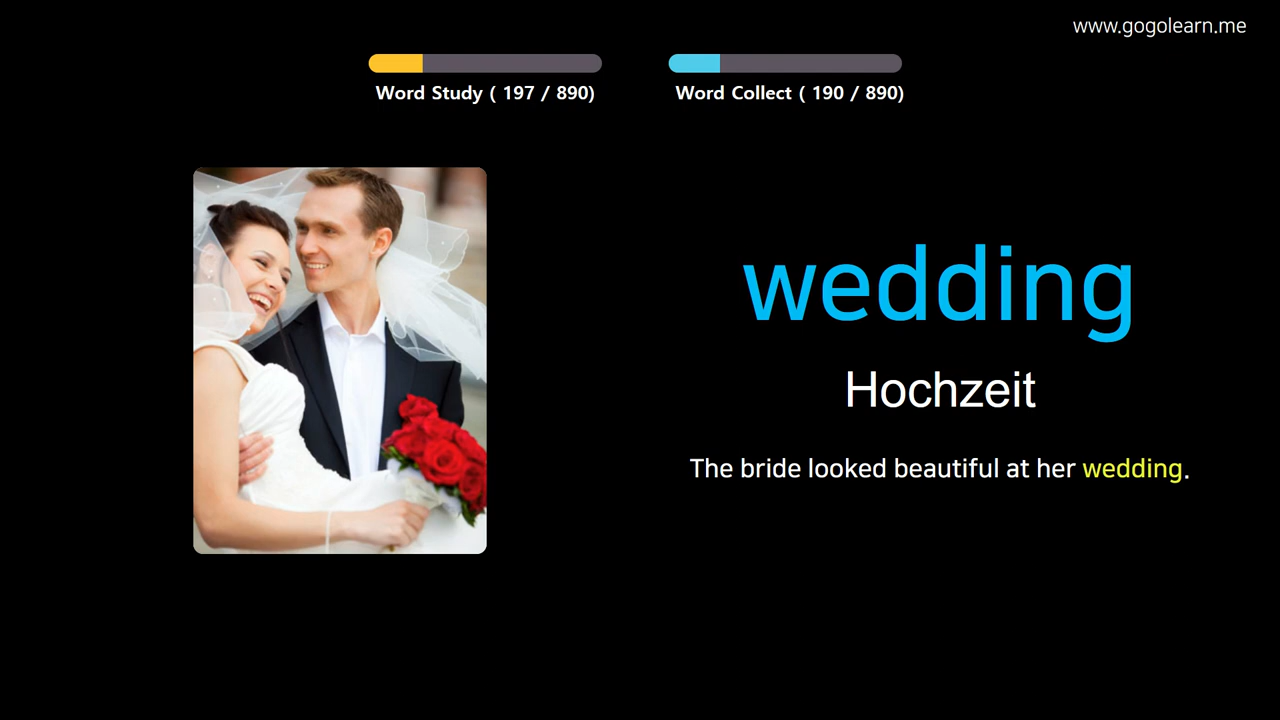 www.gogolearn.me
Word Study ( 197 / 890)
Word Collect ( 190 / 890)
wedding
Hochzeit
The bride looked beautiful at her wedding.